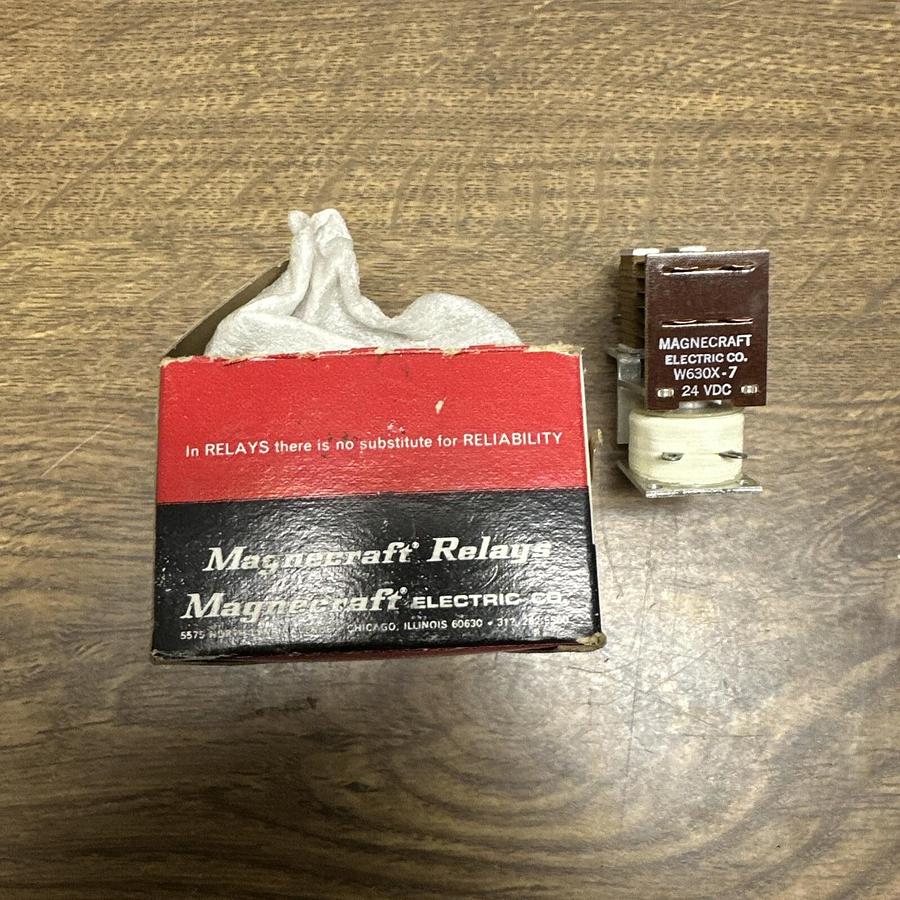 In RELAYS there is no substitute for RELIABILITY
Magnecraft® Relays
Magnecraft® ELECTRIC CO.
5575 CHICAGO, ILLINOIS 60630 •
MAGNECRAFT
ELECTRIC CO.
W630X-7
24 VDC